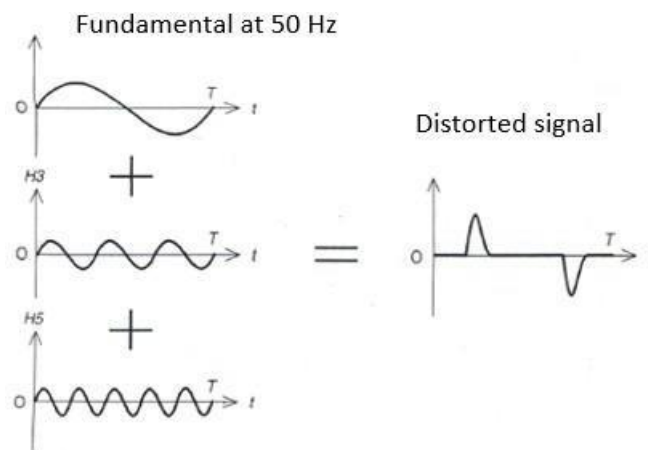 Fundamental at 50 Hz
O
T
t
+
H3
O
T
t
+
H5
O
T
t
=
Distorted signal
O
T